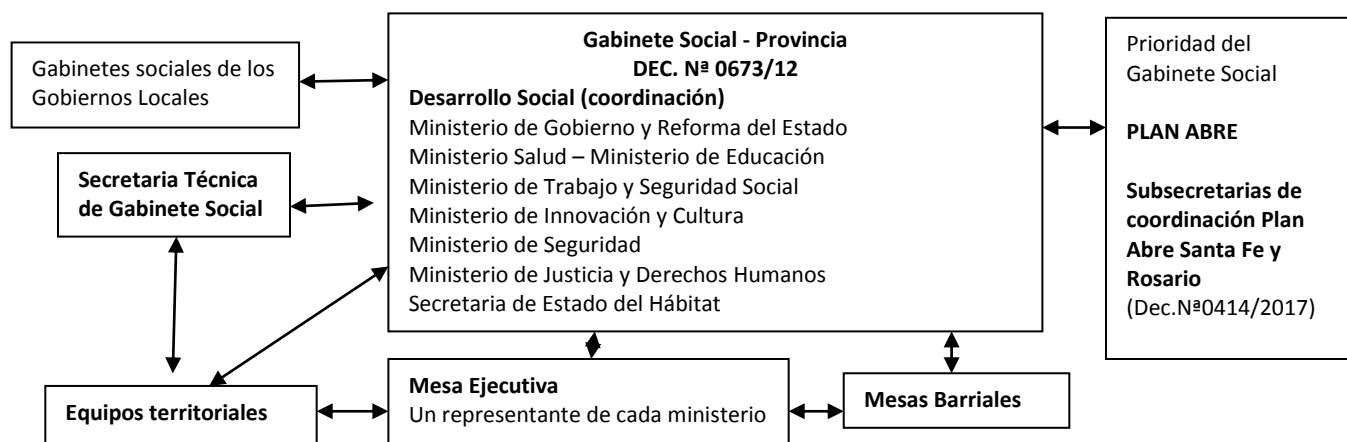 Gabinetes sociales de los
Gobiernos Locales
Secretaria Técnica
de Gabinete Social
Equipos territoriales
Gabinete Social - Provincia
DEC. Nª 0673/12
Desarrollo Social (coordinación)
Ministerio de Gobierno y Reforma del Estado
Ministerio Salud – Ministerio de Educación
Ministerio de Trabajo y Seguridad Social
Ministerio de Innovación y Cultura
Ministerio de Seguridad
Ministerio de Justicia y Derechos Humanos
Secretaria de Estado del Hábitat
Mesa Ejecutiva
Un representante de cada ministerio
Mesas Barriales
Prioridad del
Gabinete Social
PLAN ABRE
Subsecretarias de
coordinación Plan
Abre Santa Fe y
Rosario
(Dec.Nª0414/2017)